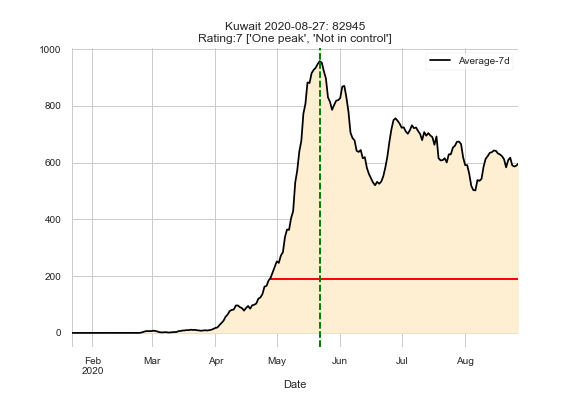 Kuwait 2020-08-27: 82945
Rating:7 ['One peak', 'Not in control']
Average-7d
1000
800
600
400
200
0
Feb
2020
Mar
Apr
May
Jun
Jul
Aug
Date